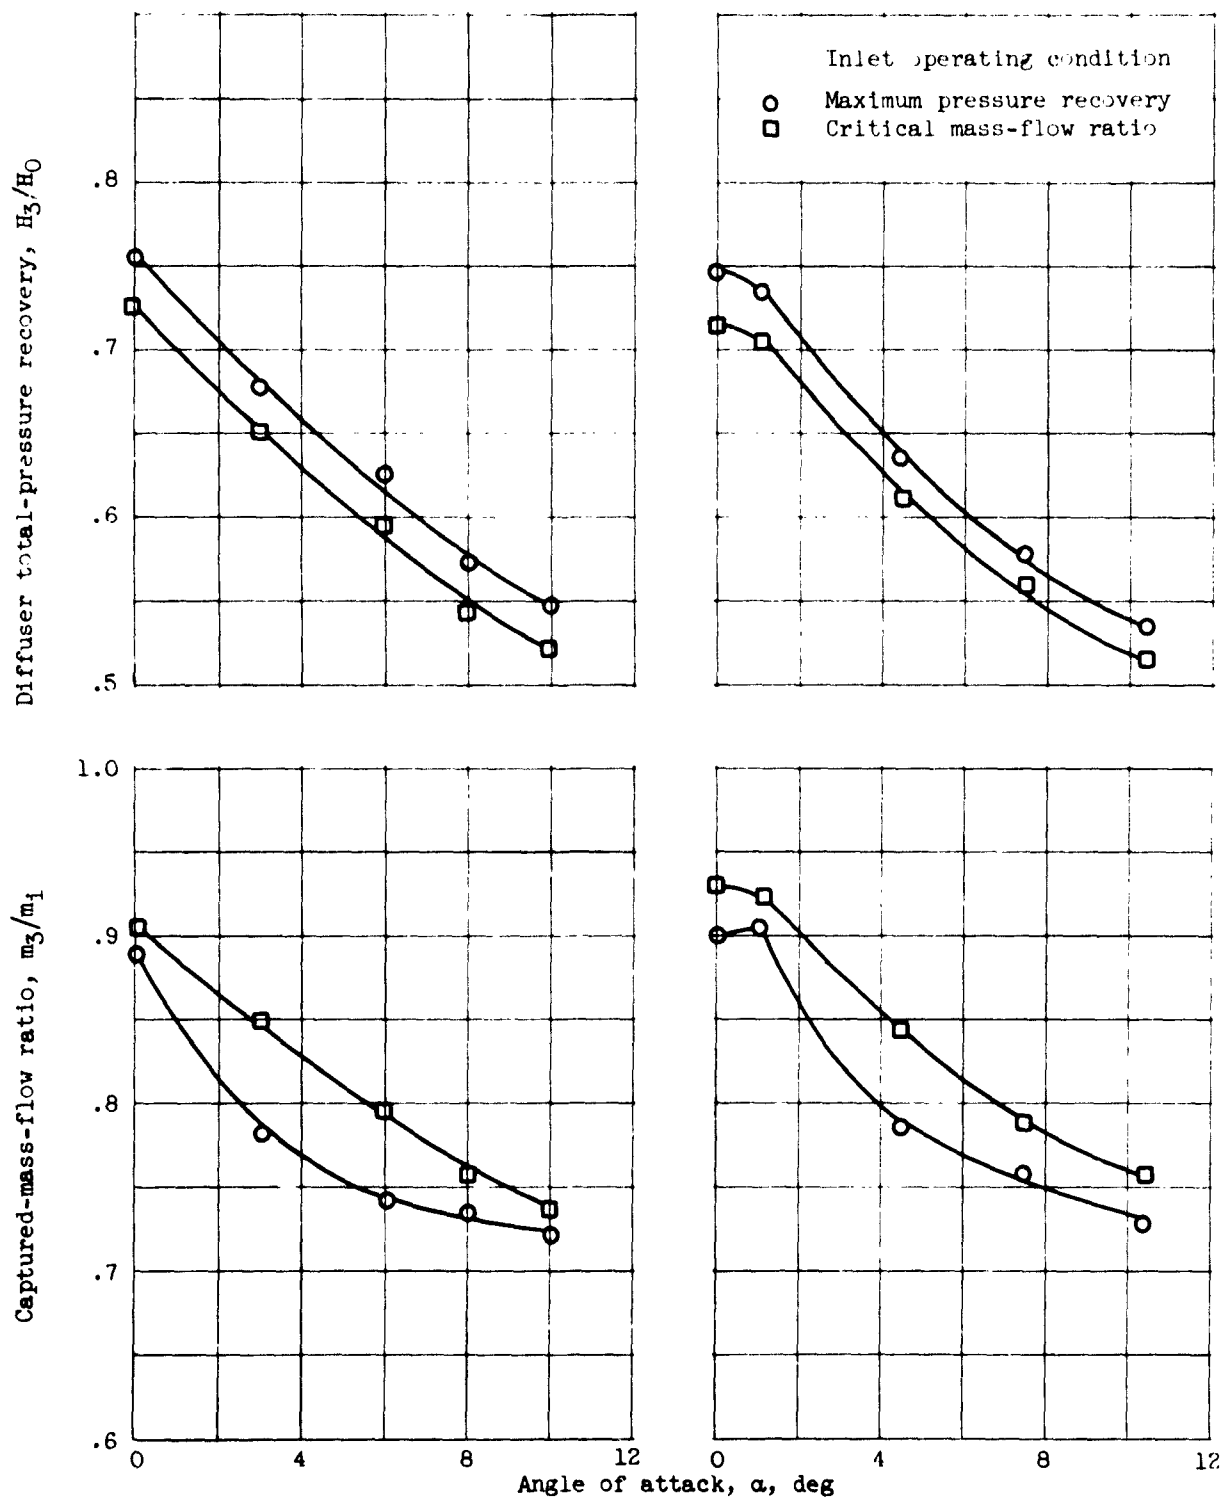 Inlet operating condition
Maximum pressure recovery
Critical mass-flow ratio
Diffuser total-pressure recovery, H3/H0
.8
.7
.6
.5
Captured-mass-flow ratio, m3/mi
1.0
.9
.8
.7
.6
0 4 8 12 0 4 8 12
Angle of attack, α, deg